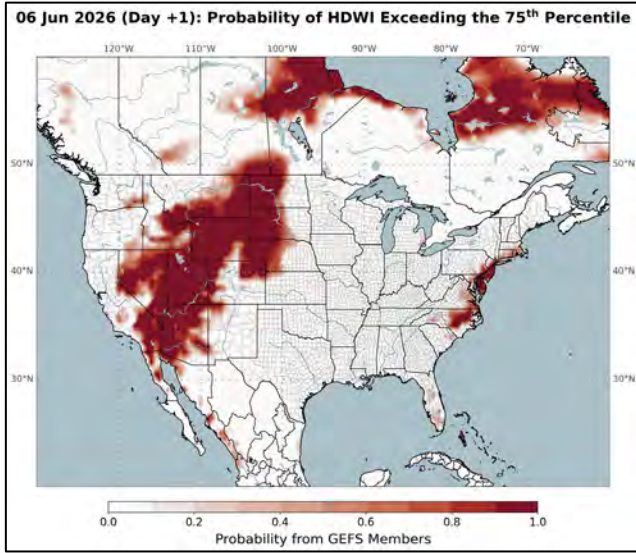 06 Jun 2026 (Day +1): Probability of HDWI Exceeding the 75th Percentile
120°W 110°W 100°W 90°W 80°W 70°W
50°N 50°N
40°N 40°N
30°N 30°N
0.0 0.2 0.4 0.6 0.8 1.0
Probability from GEFS Members